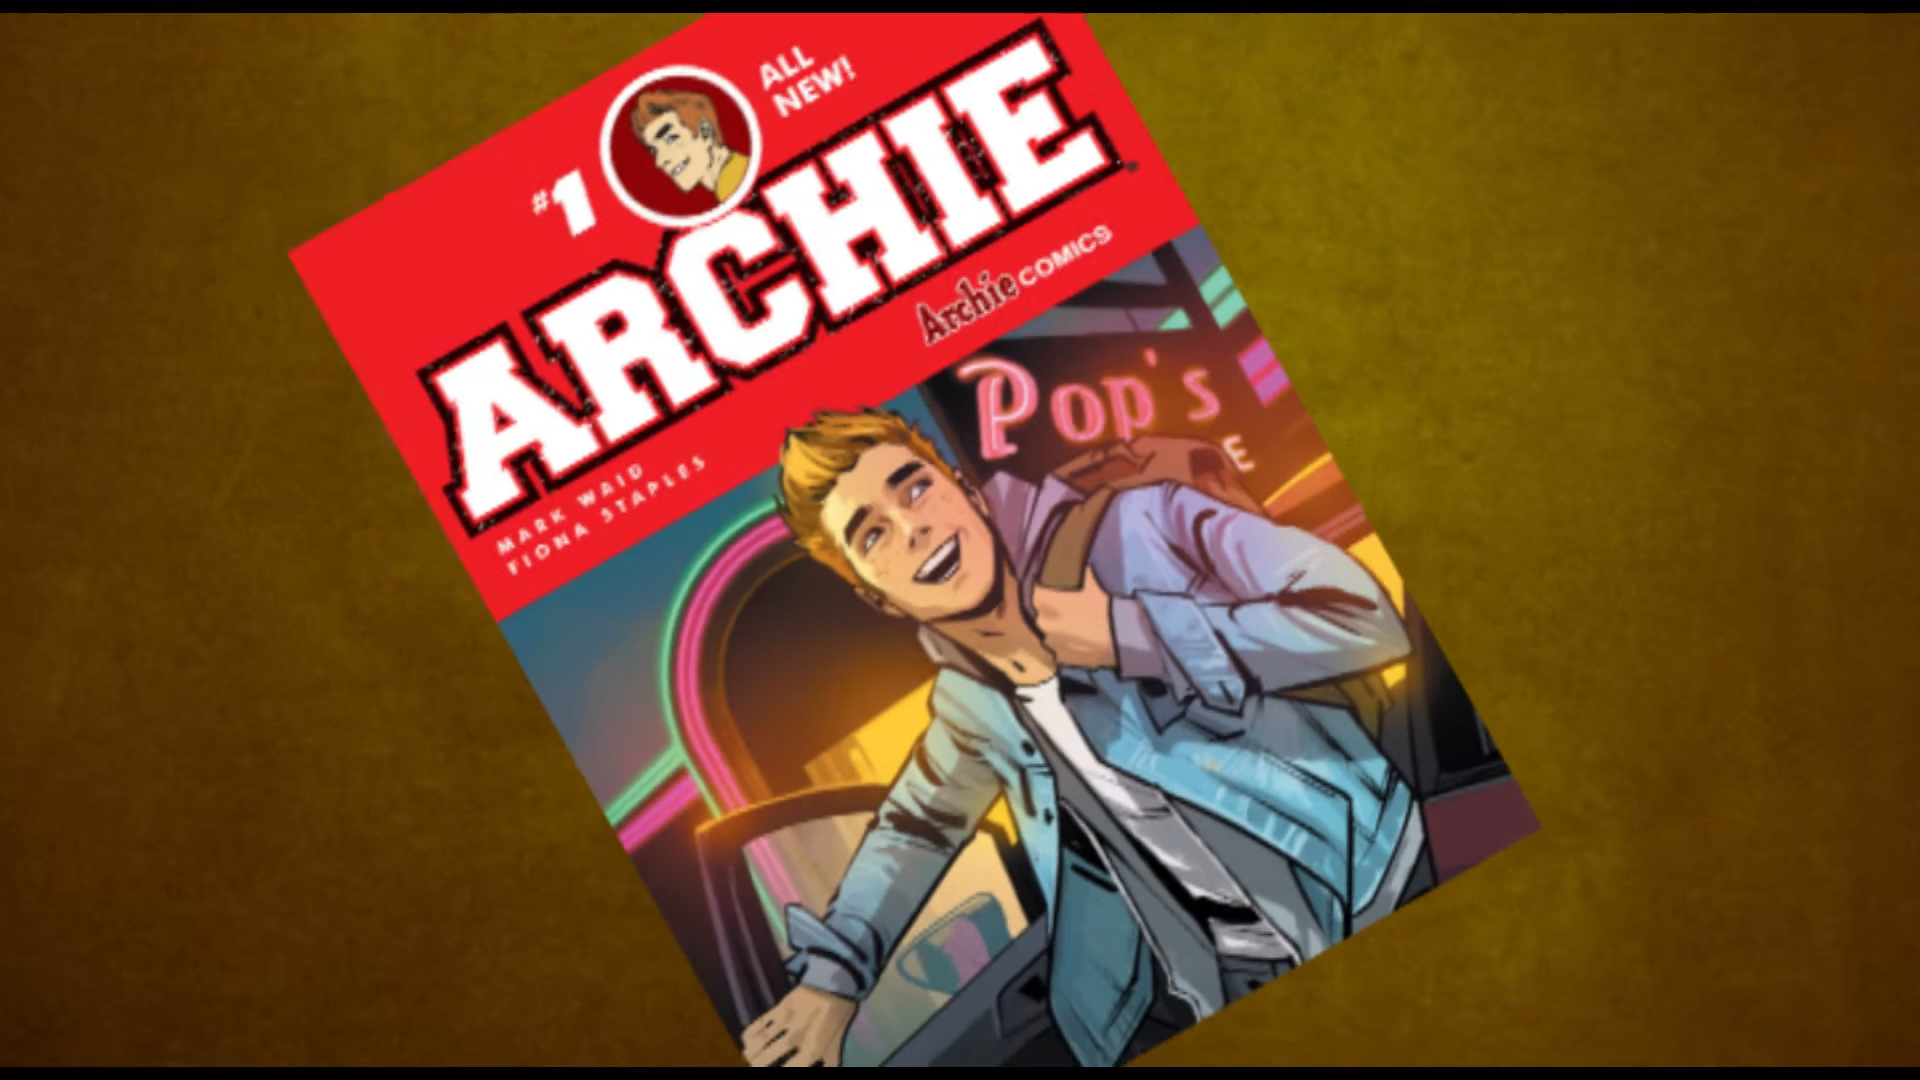 ALL
NEW!
#1
ARCHIE
Archie COMICS
MARK WAID
FIONA STAPLES
Pop's
E